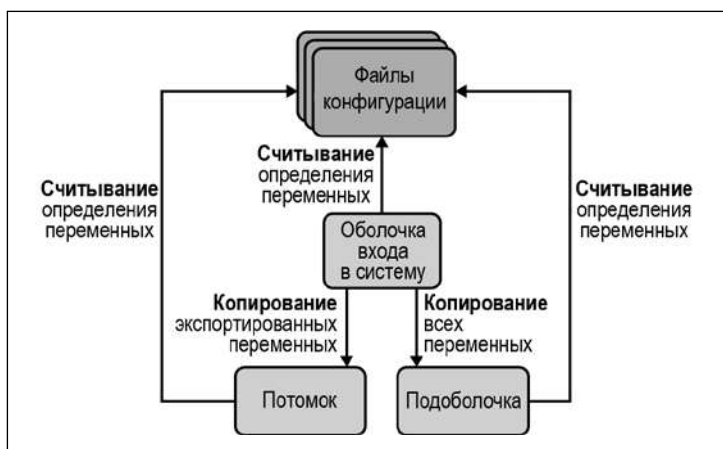 Файлы
конфигурации
Считывание
определения
переменных
Считывание
определения
переменных
Считывание
определения
переменных
Оболочка
входа
в систему
Копирование
экспортированных
переменных
Копирование
всех
переменных
Потомок
Подоболочка